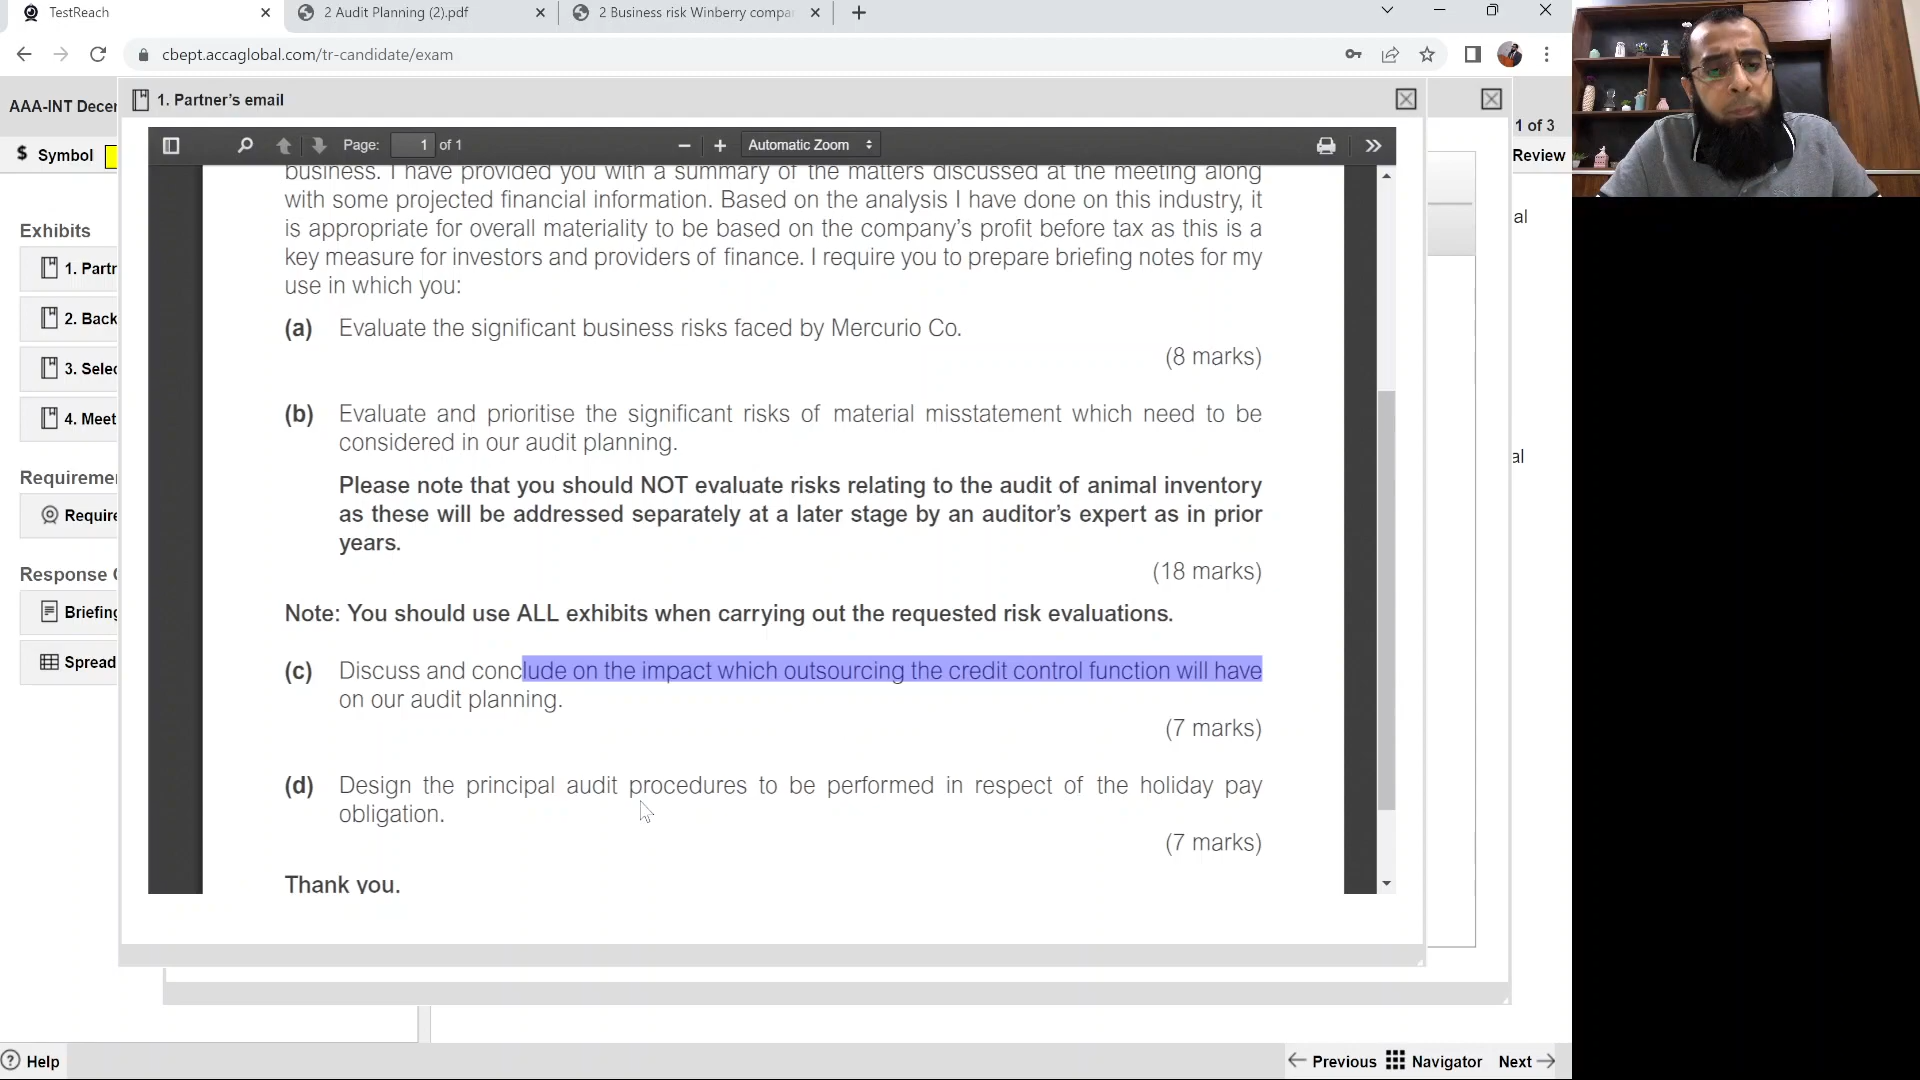 TestReach
2 Audit Planning (2).pdf
2 Business risk Winberry compa
cbept.accaglobal.com/tr-candidate/exam
AAA-INT Decer
1. Partner's email
1 of 3
$ Symbol
Page: 1 of 1
Automatic Zoom
Review
business. I have provided you with a summary of the matters discussed at the meeting along
with some projected financial information. Based on the analysis I have done on this industry, it
is appropriate for overall materiality to be based on the company's profit before tax as this is a
key measure for investors and providers of finance. I require you to prepare briefing notes for my
use in which you:
(a) Evaluate the significant business risks faced by Mercurio Co.
(8 marks)
(b) Evaluate and prioritise the significant risks of material misstatement which need to be
considered in our audit planning.
Please note that you should NOT evaluate risks relating to the audit of animal inventory
as these will be addressed separately at a later stage by an auditor's expert as in prior
years.
(18 marks)
Note: You should use ALL exhibits when carrying out the requested risk evaluations.
(c) Discuss and conclude on the impact which outsourcing the credit control function will have
on our audit planning.
(7 marks)
(d) Design the principal audit procedures to be performed in respect of the holiday pay
obligation.
(7 marks)
Thank you.
Exhibits
1. Partr
2. Back
3. Selec
4. Meet
Requiremer
Require
Response O
Briefing
Spread
al
al
Help
Previous
Navigator
Next